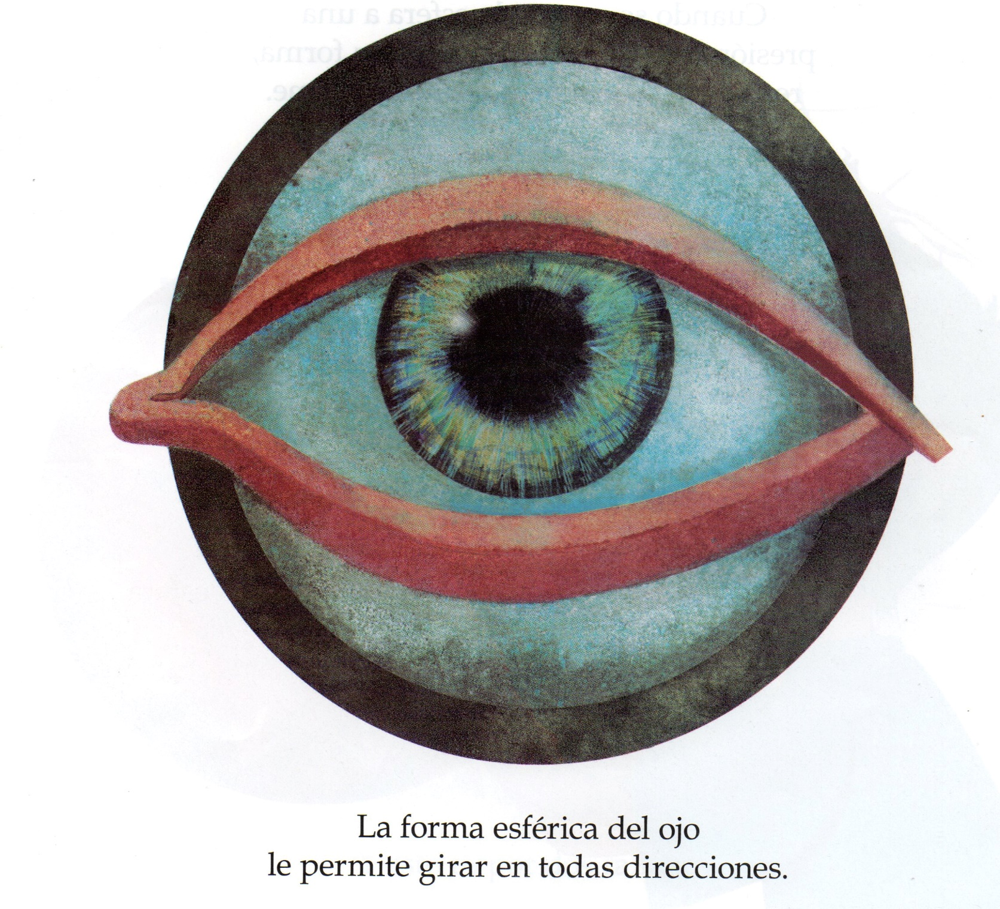 La forma esférica del ojo
le permite girar en todas direcciones.